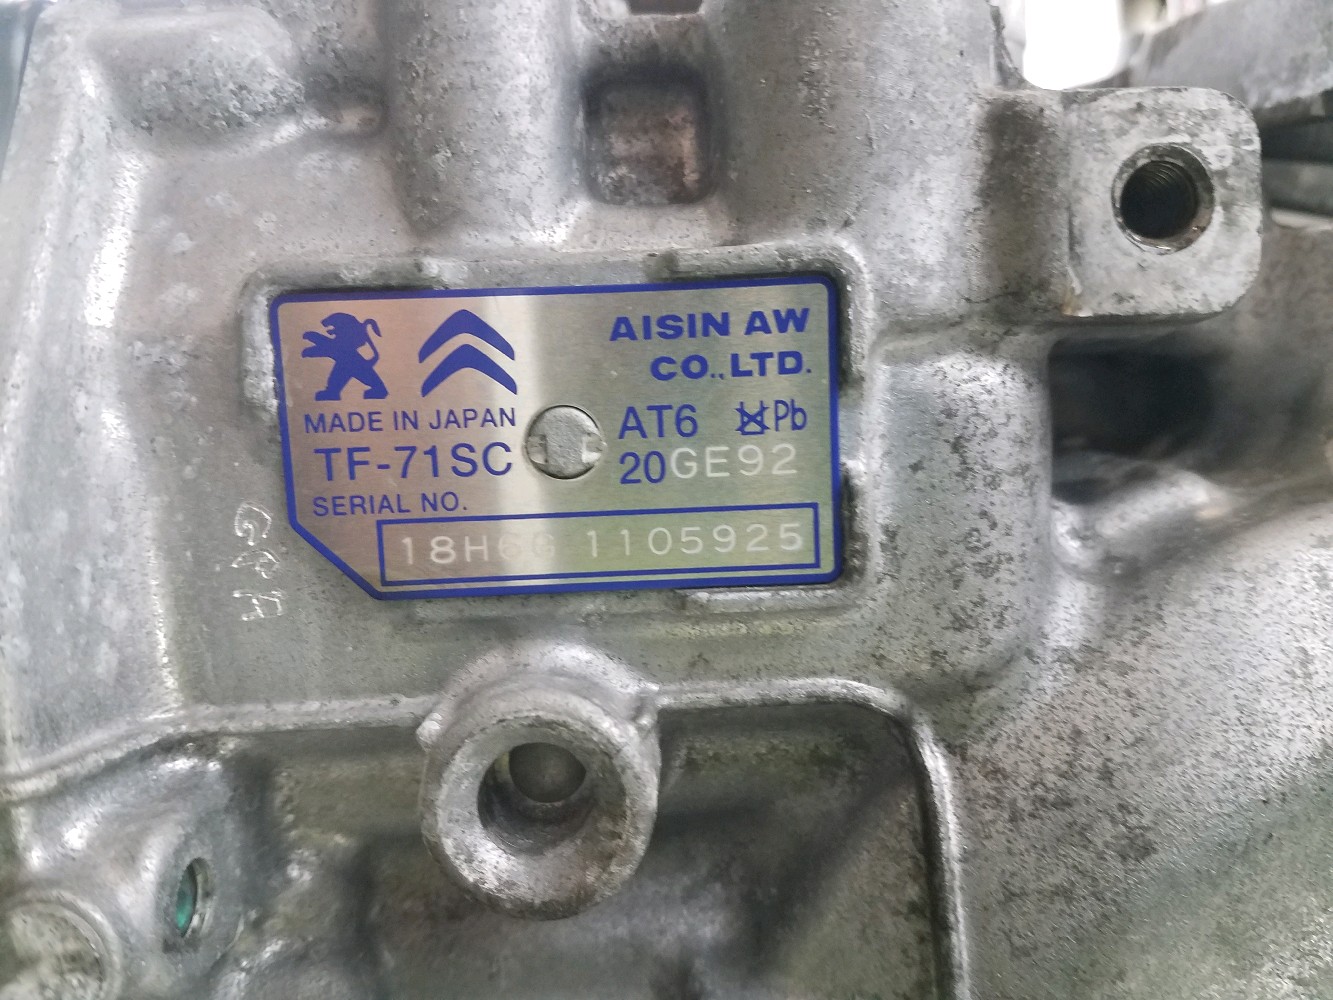 AISIN AW
CO.,LTD.
MADE IN JAPAN
AT6 Pb
TF-71SC
20GE92
SERIAL NO.
18H6G 1105925